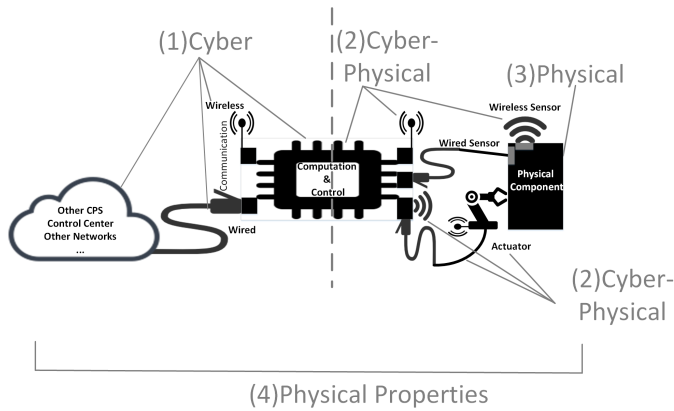 (1)Cyber
(2)Cyber-
Physical
(3)Physical
Wireless
Communication
Wired
Computation
&
Control
Other CPS
Control Center
Other Networks
...
Wireless Sensor
Wired Sensor
Physical
Component
Actuator
(2)Cyber-
Physical
(4)Physical Properties